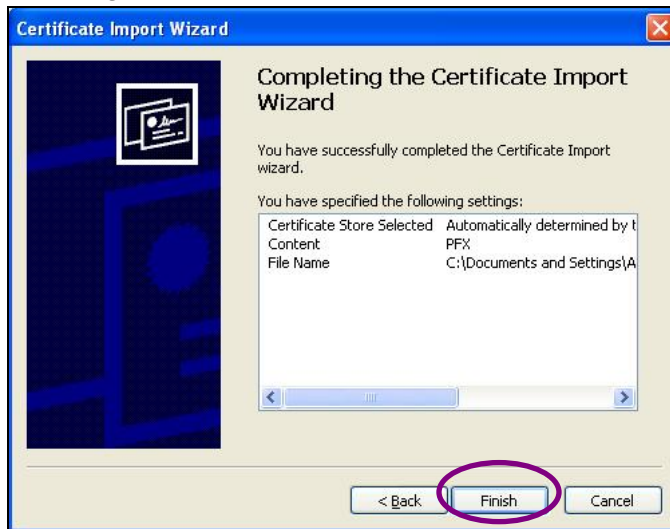 Certificate Import Wizard
Completing the Certificate Import
Wizard
You have successfully completed the Certificate Import
wizard.
You have specified the following settings:
Certificate Store Selected Automatically determined by t
Content PFX
File Name C:\Documents and Settings\A
< Back Finish Cancel